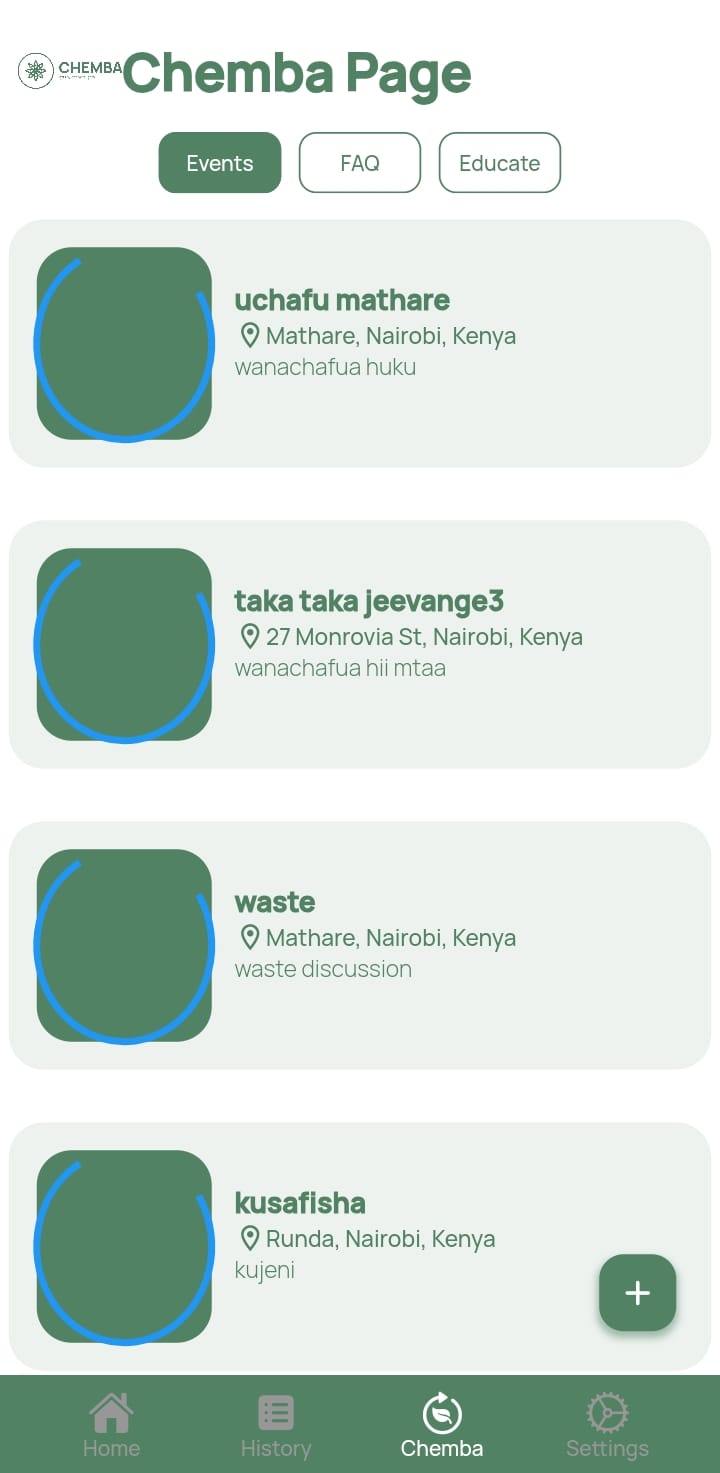 CHEMBA
Chemba Page
Events
FAQ
Educate
uchafu mathare
Mathare, Nairobi, Kenya
wanachafua huku
taka taka jeevange3
27 Monrovia St, Nairobi, Kenya
wanachafua hii mtaa
waste
Mathare, Nairobi, Kenya
waste discussion
kusafisha
Runda, Nairobi, Kenya
kujeni
Home
History
Chemba
Settings